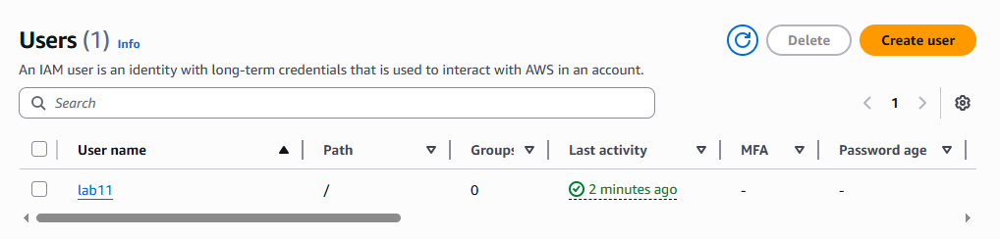 Users (1) Info
Delete
Create user
An IAM user is an identity with long-term credentials that is used to interact with AWS in an account.
Search
1
User name Path Groups Last activity MFA Password age
lab11 / 0 2 minutes ago - -